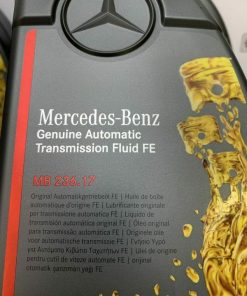 Mercedes-Benz
Genuine Automatic
Transmission Fluid FE
MB 236.17
Original Automatikgetriebeöl FE | Huile de boîte
automatique d'origine FE | Lubrificante originale
per trasmissione automatica FE | Líquido de
transmisión automática original FE | Óleo original
para transmissão automática FE | Originele olie
voor automatische transmissie FE | Γνήσιο Υγρό
για Αυτόματο Κιβώτιο Ταχυτήτων FE | Ulei de origine
pentru cutii de viteze automate FE | orijinal
otomatik şanzıman yağı FE